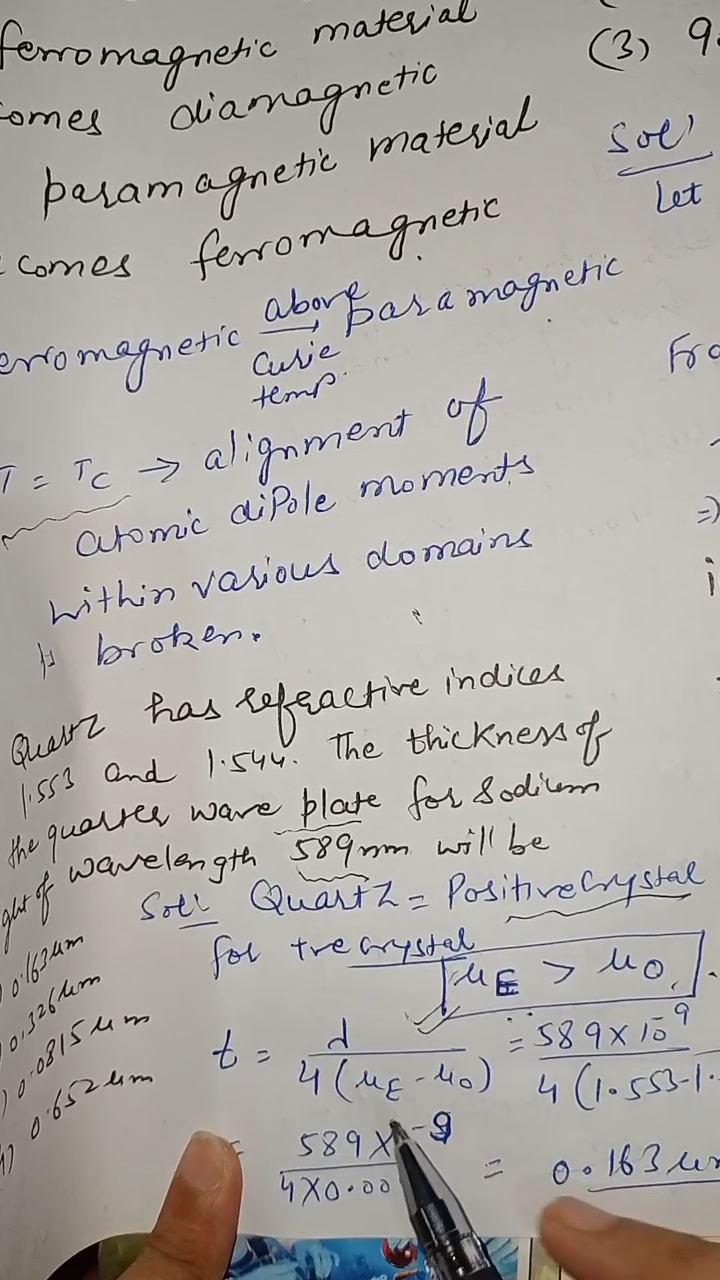 ferromagnetic material
comes diamagnetic
paramagnetic material
comes ferromagnetic
ferromagnetic above → paramagnetic
Curie
temp.
T = Tc → alignment of
atomic dipole moments
within various domains
is broken.
Quartz has refractive indices
1.553 and 1.544. The thickness of
the quarter wave plate for Sodium
light of wavelength 589nm will be
0.163μm
0.326μm
0.0815μm
0.652μm
Sol: Quartz = Positive Crystal
for +ve crystal
μE > μO
t = λ / 4(μE - μO) = 589 × 10⁻⁹ / 4(1.553-1.
589 × ⁻⁹ / 4×0.00 = 0.163 μm
(3) 9
Sol:
Let
Fro
=)
i